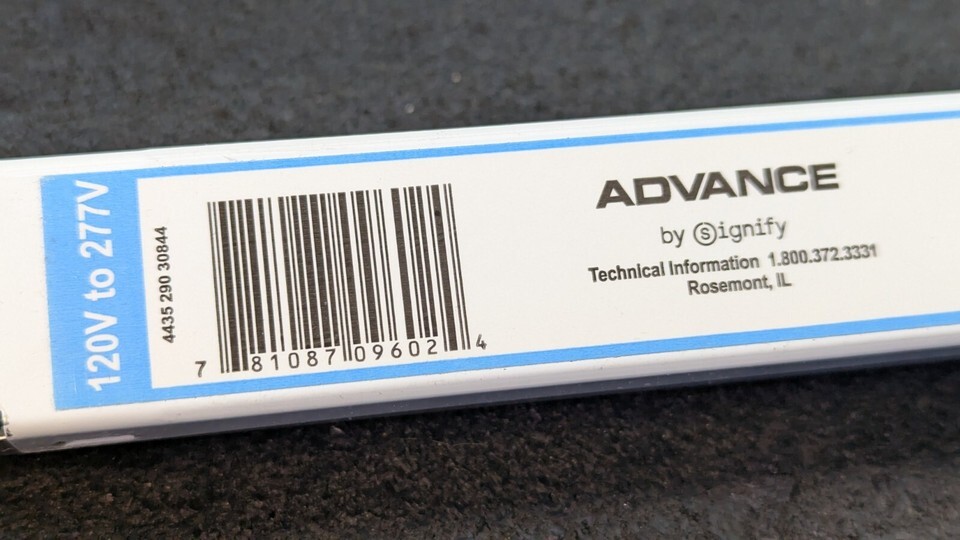 120V to 277V
4435 290 30844
7 81087 09602 4
ADVANCE
by Signify
Technical Information 1.800.372.3331
Rosemont, IL